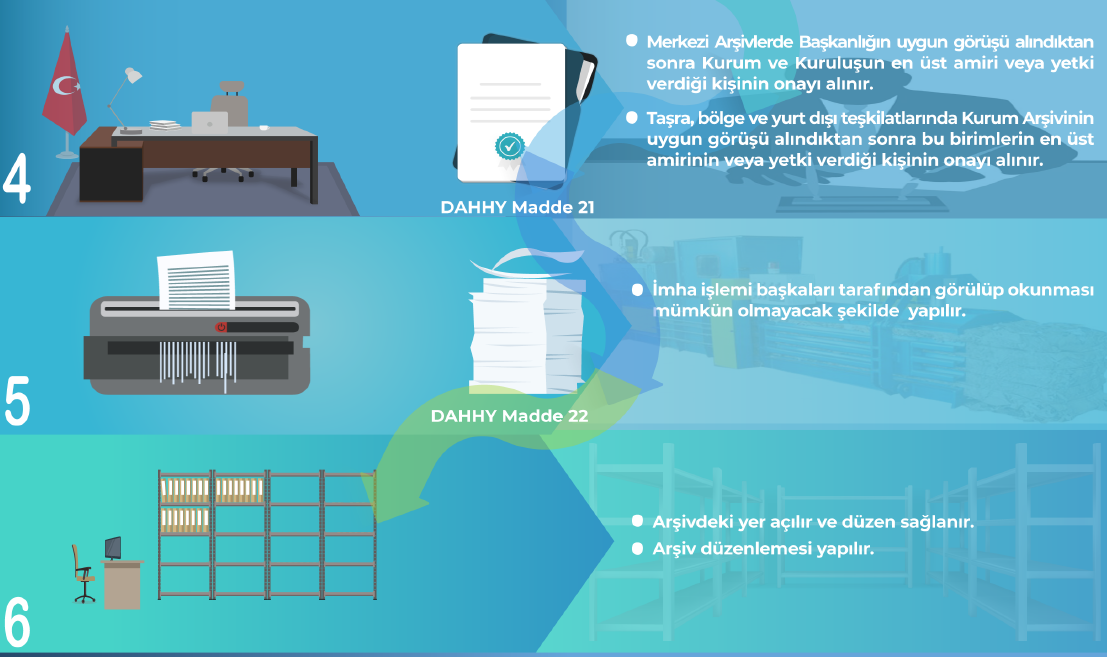 4
DAHHY Madde 21
● Merkezi Arşivlerde Başkanlığın uygun görüşü alındıktan
sonra Kurum ve Kuruluşun en üst amiri veya yetki
verdiği kişinin onayı alınır.
● Taşra, bölge ve yurt dışı teşkilatlarında Kurum Arşivinin
uygun görüşü alındıktan sonra bu birimlerin en üst
amirinin veya yetki verdiği kişinin onayı alınır.
5
DAHHY Madde 22
● İmha işlemi başkaları tarafından görülüp okunması
mümkün olmayacak şekilde yapılır.
6
● Arşivdeki yer açılır ve düzen sağlanır.
● Arşiv düzenlemesi yapılır.